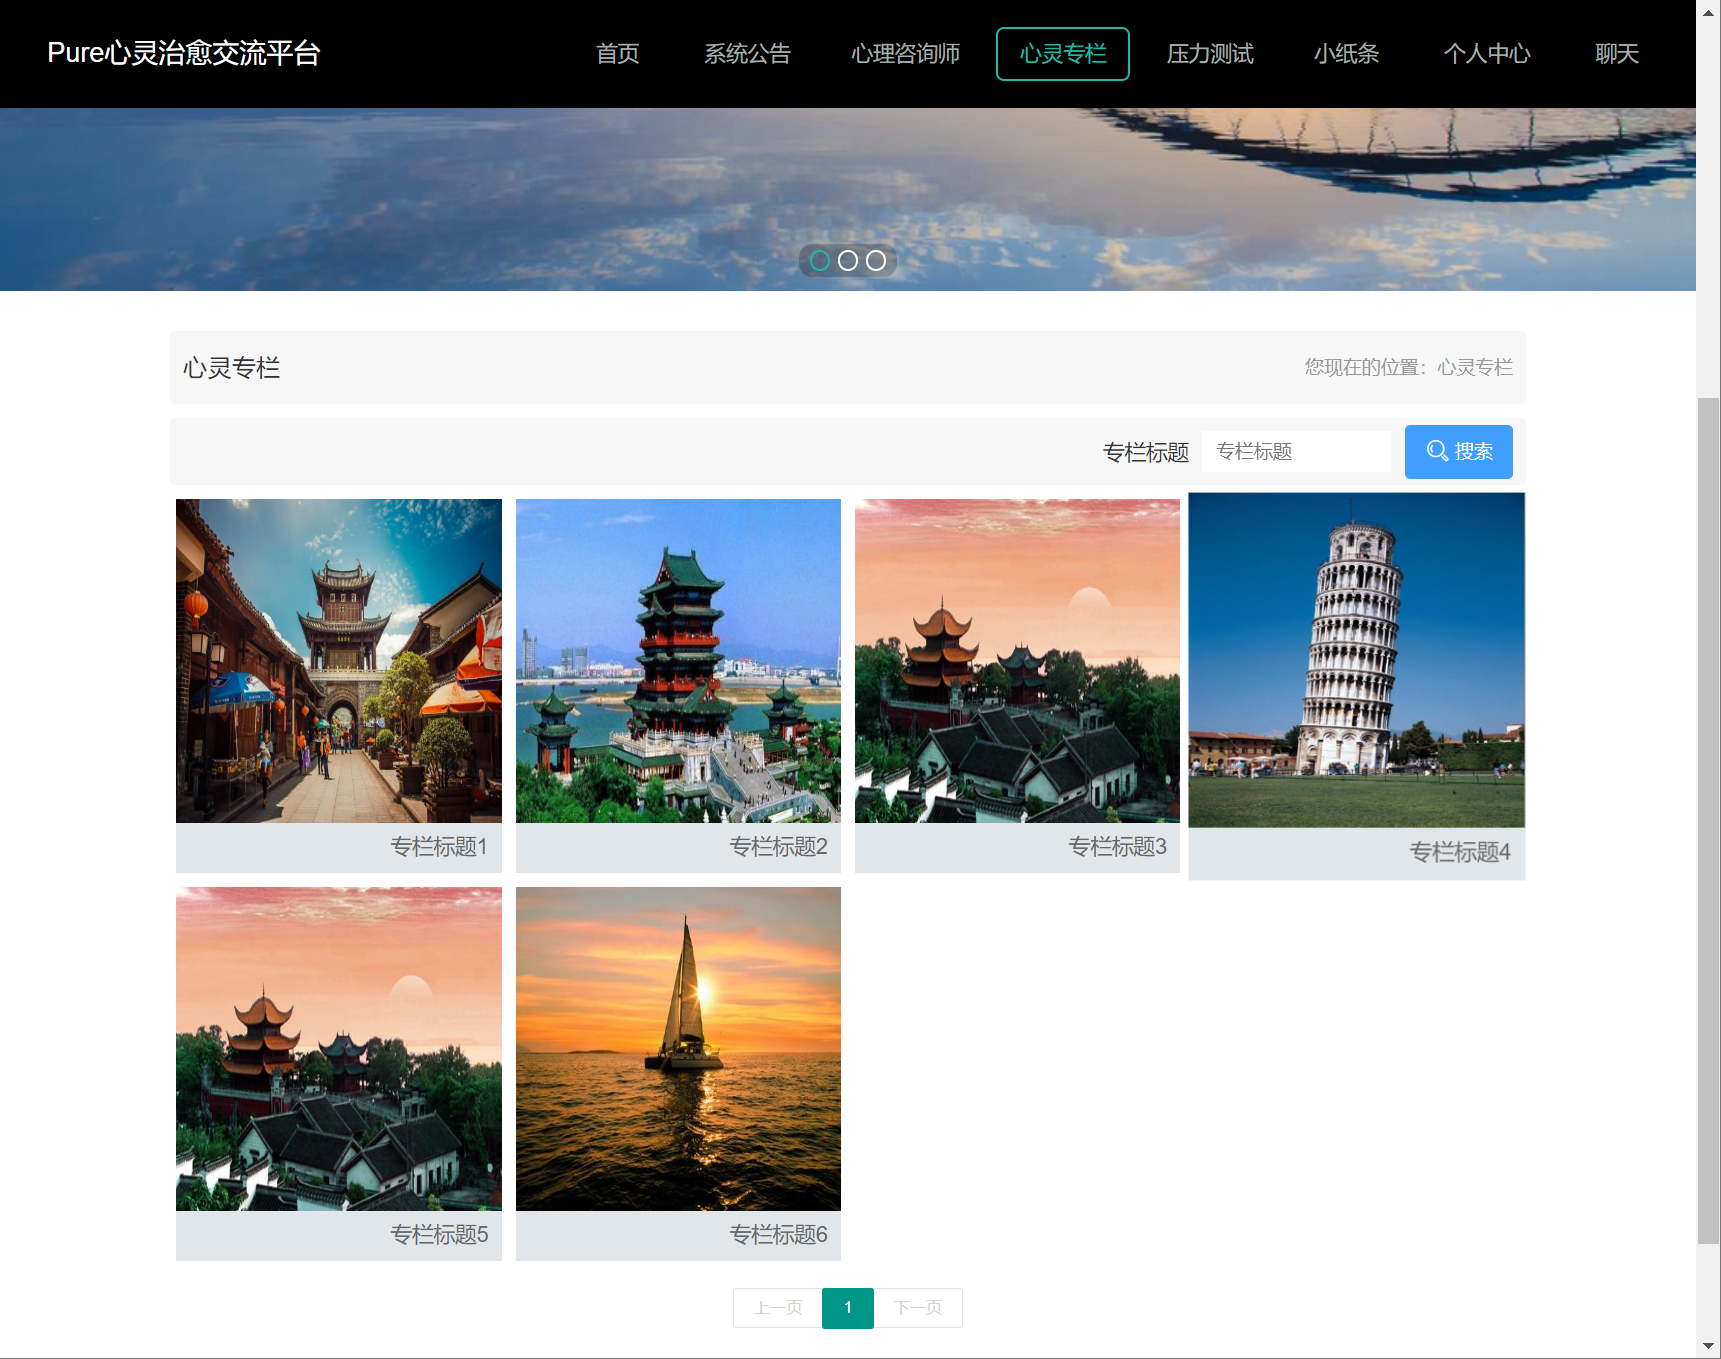 Pure心灵治愈交流平台 首页 系统公告 心理咨询师 心灵专栏 压力测试 小纸条 个人中心 聊天
心灵专栏 您现在的位置：心灵专栏
专栏标题 专栏标题 搜索
专栏标题1 专栏标题2 专栏标题3 专栏标题4
专栏标题5 专栏标题6
上一页 1 下一页